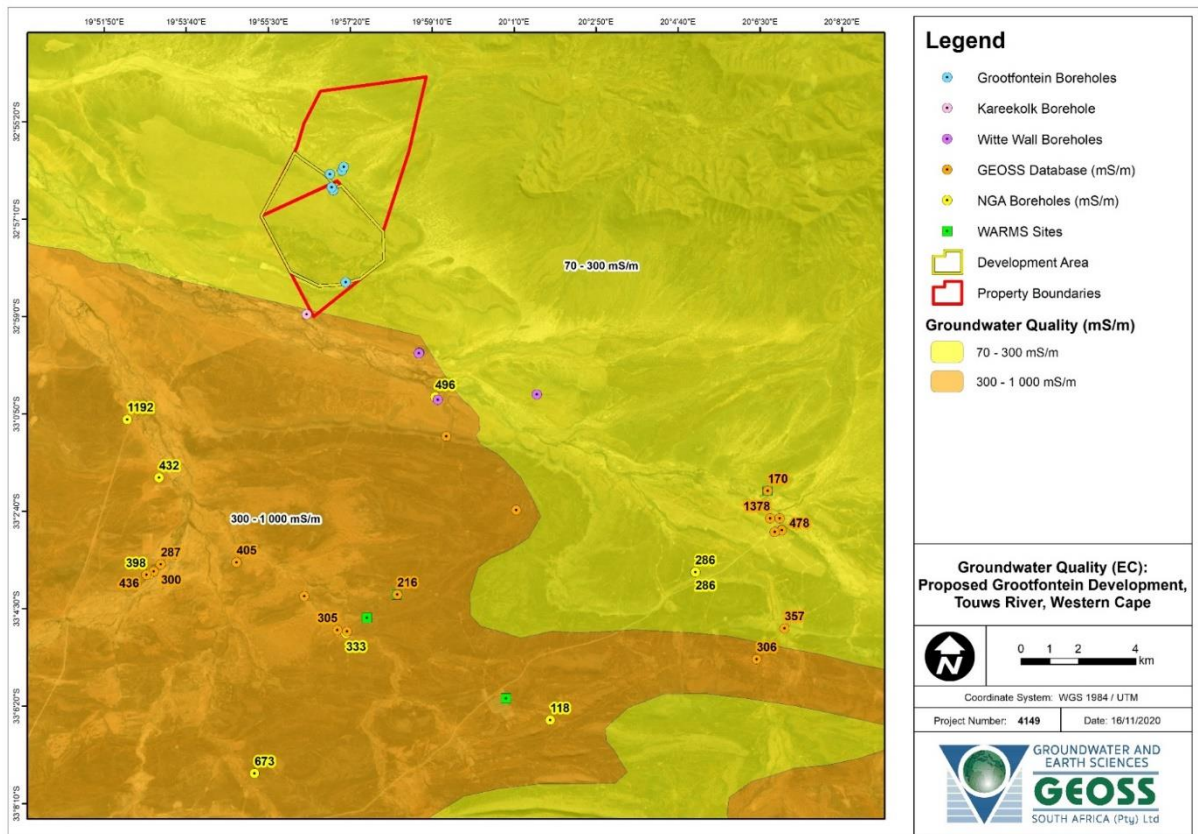 19°51'50"E 19°53'40"E 19°55'30"E 19°57'20"E 19°59'10"E 20°1'0"E 20°2'50"E 20°4'40"E 20°6'30"E 20°8'20"E
32°55'20"S
32°57'10"S
32°59'0"S
33°0'50"S
33°2'40"S
33°4'30"S
33°6'20"S
33°8'10"S
70 - 300 mS/m
496
1192
432
170
1378
478
300 - 1 000 mS/m
287
398
405
436
300
286
286
216
305
333
357
306
118
673
Legend
Grootfontein Boreholes
Kareekolk Borehole
Witte Wall Boreholes
GEOSS Database (mS/m)
NGA Boreholes (mS/m)
WARMS Sites
Development Area
Property Boundaries
Groundwater Quality (mS/m)
70 - 300 mS/m
300 - 1 000 mS/m
Groundwater Quality (EC):
Proposed Grootfontein Development,
Touws River, Western Cape
N
0 1 2 4
km
Coordinate System: WGS 1984 / UTM
Project Number: 4149 Date: 16/11/2020
GROUNDWATER AND
EARTH SCIENCES
GEOSS
SOUTH AFRICA (Pty) Ltd